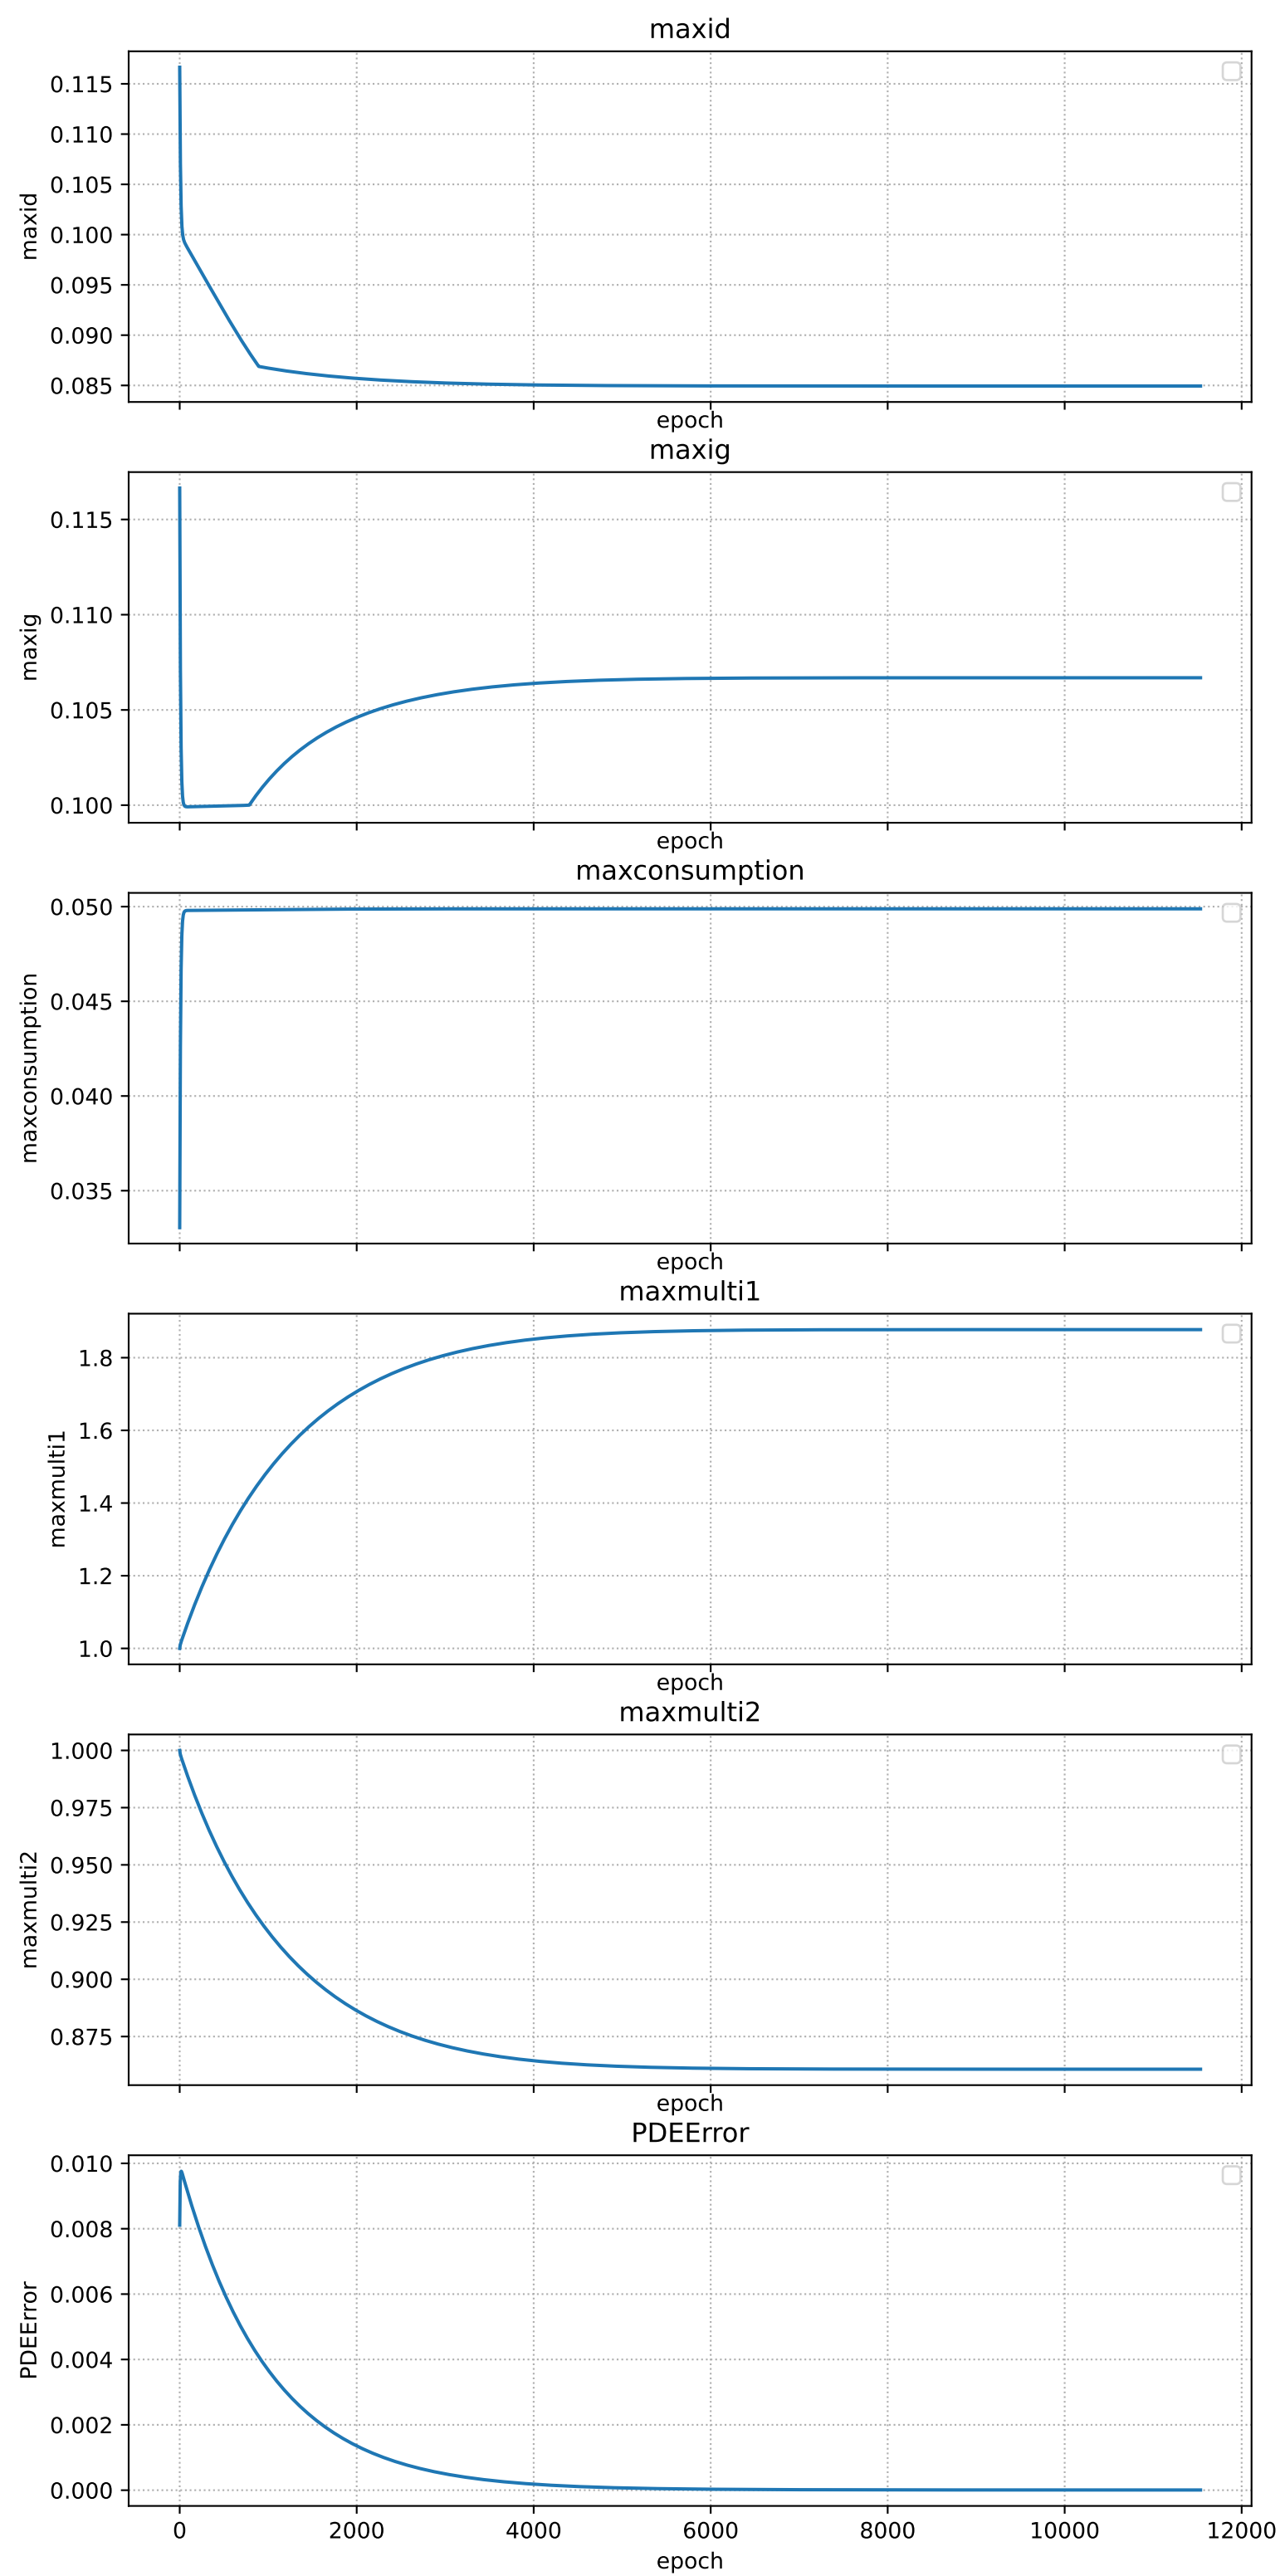 maxid
0.115
0.110
0.105
0.100
0.095
0.090
0.085
maxid
epoch
maxig
0.115
0.110
0.105
0.100
maxig
epoch
maxconsumption
0.050
0.045
0.040
0.035
maxconsumption
epoch
maxmulti1
1.8
1.6
1.4
1.2
1.0
maxmulti1
epoch
maxmulti2
1.000
0.975
0.950
0.925
0.900
0.875
maxmulti2
epoch
PDEError
0.010
0.008
0.006
0.004
0.002
0.000
PDEError
0 2000 4000 6000 8000 10000 12000
epoch